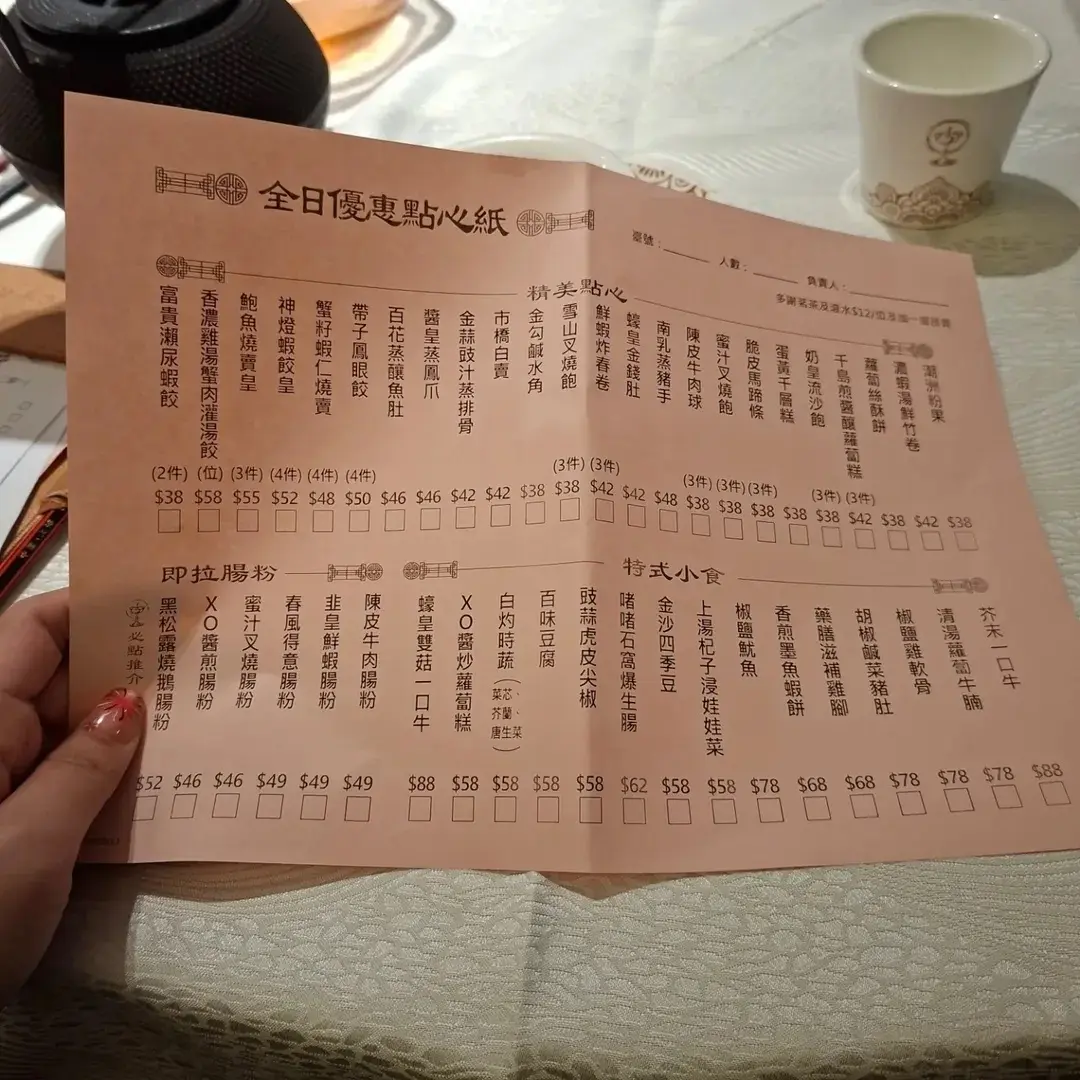 全日優惠點心紙
臺號：
人數：
負責人：
精美點心
富貴瀨尿蝦餃
香濃雞湯蟹肉灌湯餃
鮑魚燒賣皇
神燈蝦餃皇
蟹籽蝦仁燒賣
帶子鳳眼餃
百花蒸釀魚肚
醬皇蒸鳳爪
金蒜豉汁蒸排骨
市橋白賣
金勾鹹水角
雪山叉燒飽
鮮蝦炸春卷
蠔皇金錢肚
南乳蒸豬手
陳皮牛肉球
蜜汁叉燒飽
脆皮馬蹄條
蛋黃千層糕
奶皇流沙飽
千島煎醬釀蘿蔔糕
蘿蔔絲酥餅
濃蝦湯鮮竹卷
潮洲粉果
(2件) (位) (3件) (4件) (4件) (4件) (3件) (3件) (3件) (3件) (3件) (3件) (3件)
$38 $58 $55 $52 $48 $50 $46 $46 $42 $42 $38 $38 $42 $42 $48 $38 $38 $38 $38 $38 $42 $38 $42 $38
即拉腸粉
必點推介
黑松露燒鵝腸粉
XO醬煎腸粉
蜜汁叉燒腸粉
春風得意腸粉
韭皇鮮蝦腸粉
陳皮牛肉腸粉
特式小食
蠔皇雙菇一口牛
XO醬炒蘿蔔糕
白灼時蔬（菜芯、芥蘭、唐生菜）
百味豆腐
豉蒜虎皮尖椒
啫啫石窩爆生腸
金沙四季豆
上湯杞子浸娃娃菜
椒鹽魷魚
香煎墨魚蝦餅
藥膳滋補雞腳
胡椒鹹菜豬肚
椒鹽雞軟骨
清湯蘿蔔牛腩
芥末一口牛
$52 $46 $46 $49 $49 $49 $88 $58 $58 $58 $58 $62 $58 $58 $78 $68 $68 $78 $78 $78 $88